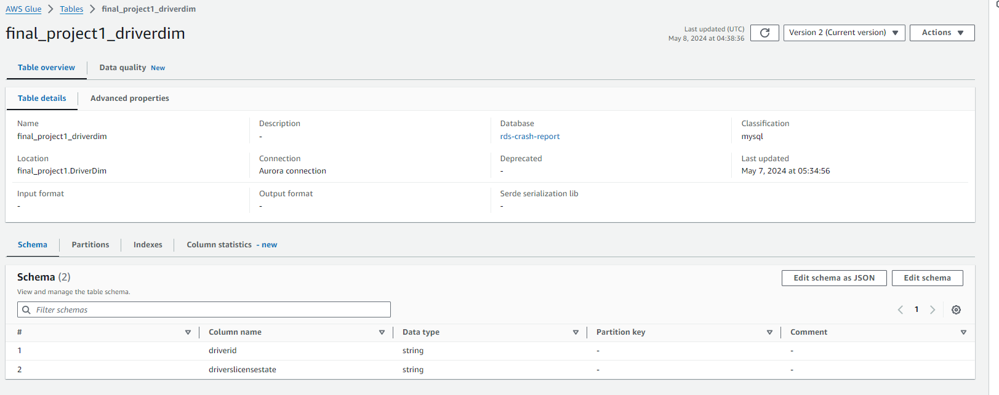 AWS Glue > Tables > final_project1_driverdim
final_project1_driverdim
Last updated (UTC)
May 8, 2024 at 04:38:36
Version 2 (Current version)
Actions
Table overview
Data quality New
Table details
Advanced properties
Name
final_project1_driverdim
Description
-
Database
rds-crash-report
Classification
mysql
Location
final_project1.DriverDim
Connection
Aurora connection
Deprecated
-
Last updated
May 7, 2024 at 05:34:56
Input format
-
Output format
-
Serde serialization lib
-
Schema
Partitions
Indexes
Column statistics - new
Schema (2)
View and manage the table schema.
Edit schema as JSON
Edit schema
Filter schemas
1
# Column name Data type Partition key Comment
1 driverid string - -
2 driverslicensestate string - -